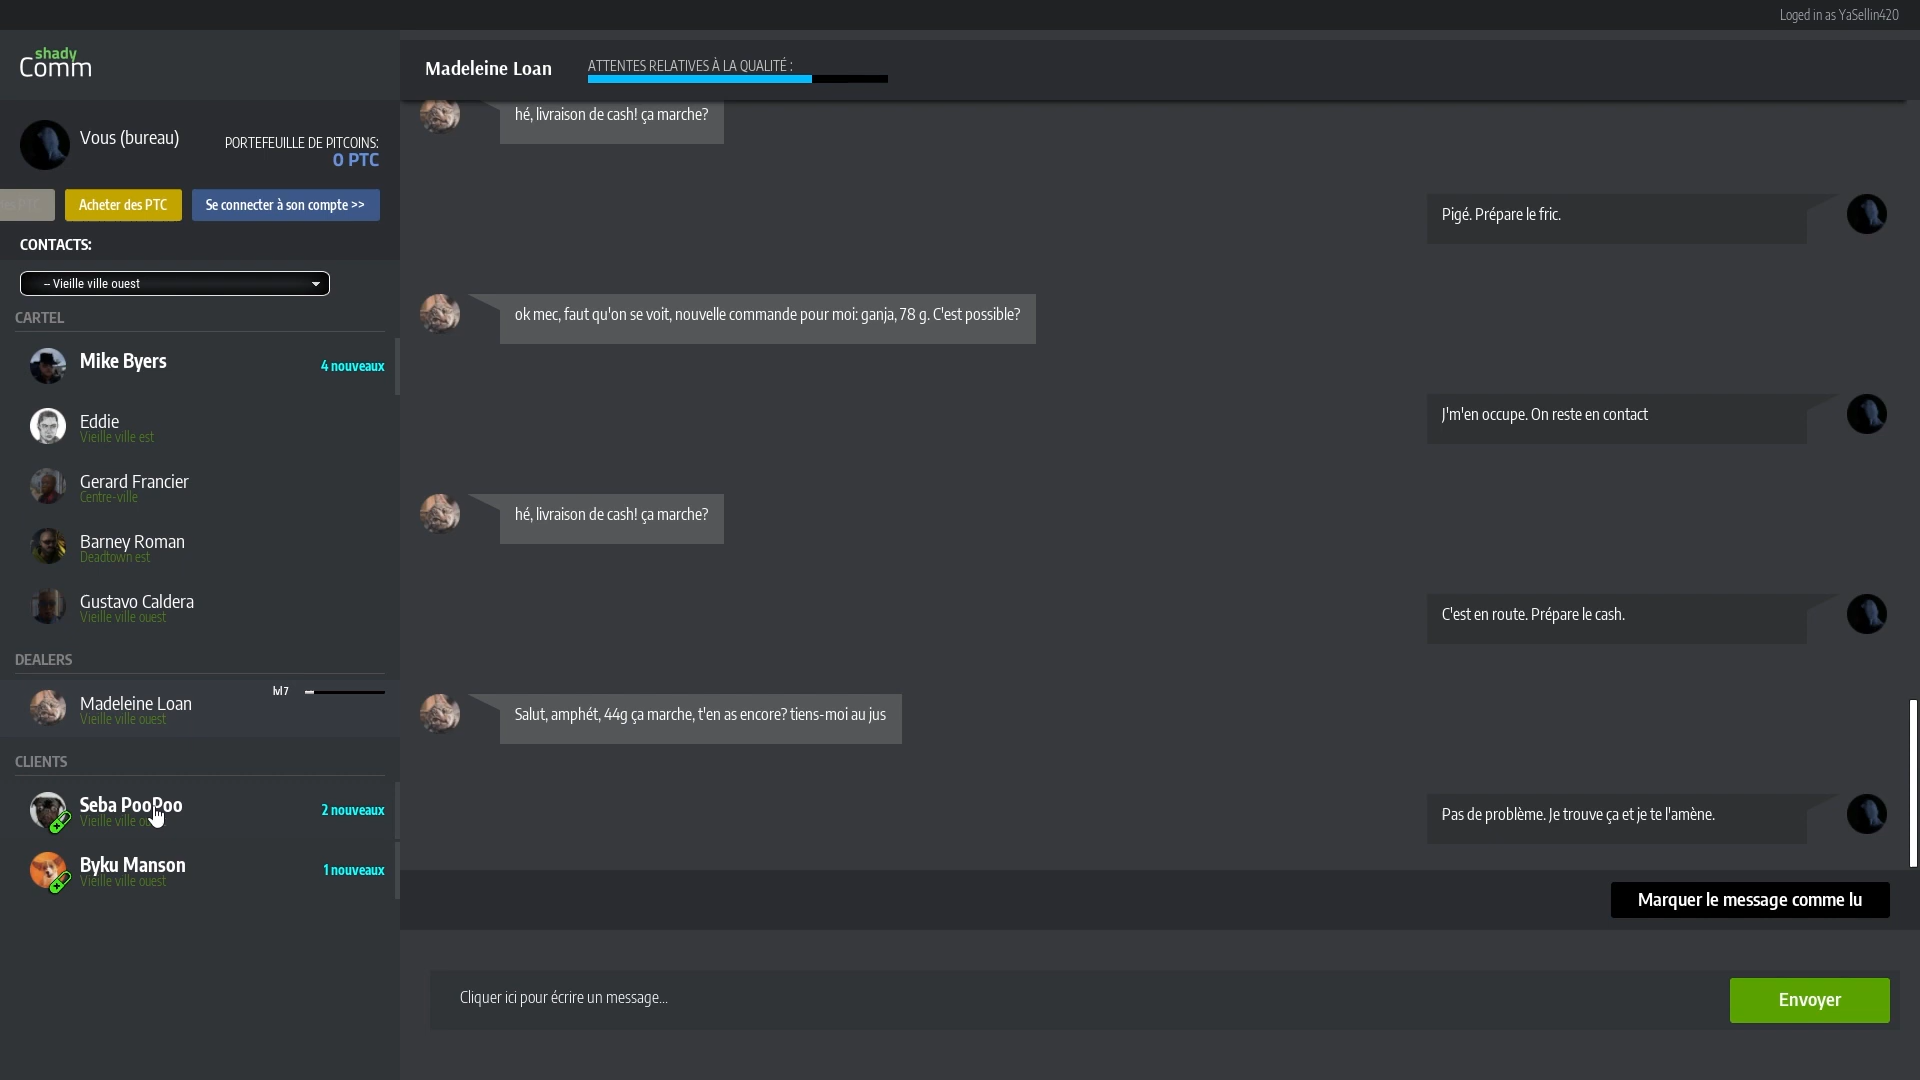 Loged in as YaSellin420
shady
Comm
Vous (bureau)
PORTEFEUILLE DE PITCOINS:
0 PTC
Acheter des PTC
Se connecter à son compte >>
CONTACTS:
-- Vieille ville ouest
CARTEL
Mike Byers
4 nouveaux
Eddie
Vieille ville est
Gerard Francier
Centre-ville
Barney Roman
Deadtown est
Gustavo Caldera
Vieille ville ouest
DEALERS
Madeleine Loan
lvl 7
Vieille ville ouest
CLIENTS
Seba PooPoo
2 nouveaux
Vieille ville
Byku Manson
1 nouveaux
Vieille ville ouest
Madeleine Loan
ATTENTES RELATIVES À LA QUALITÉ :
hé, livraison de cash! ça marche?
Pigé. Prépare le fric.
ok mec, faut qu'on se voit, nouvelle commande pour moi: ganja, 78 g. C'est possible?
J'm'en occupe. On reste en contact
hé, livraison de cash! ça marche?
C'est en route. Prépare le cash.
Salut, amphét, 44g ça marche, t'en as encore? tiens-moi au jus
Pas de problème. Je trouve ça et je te l'amène.
Marquer le message comme lu
Cliquer ici pour écrire un message...
Envoyer